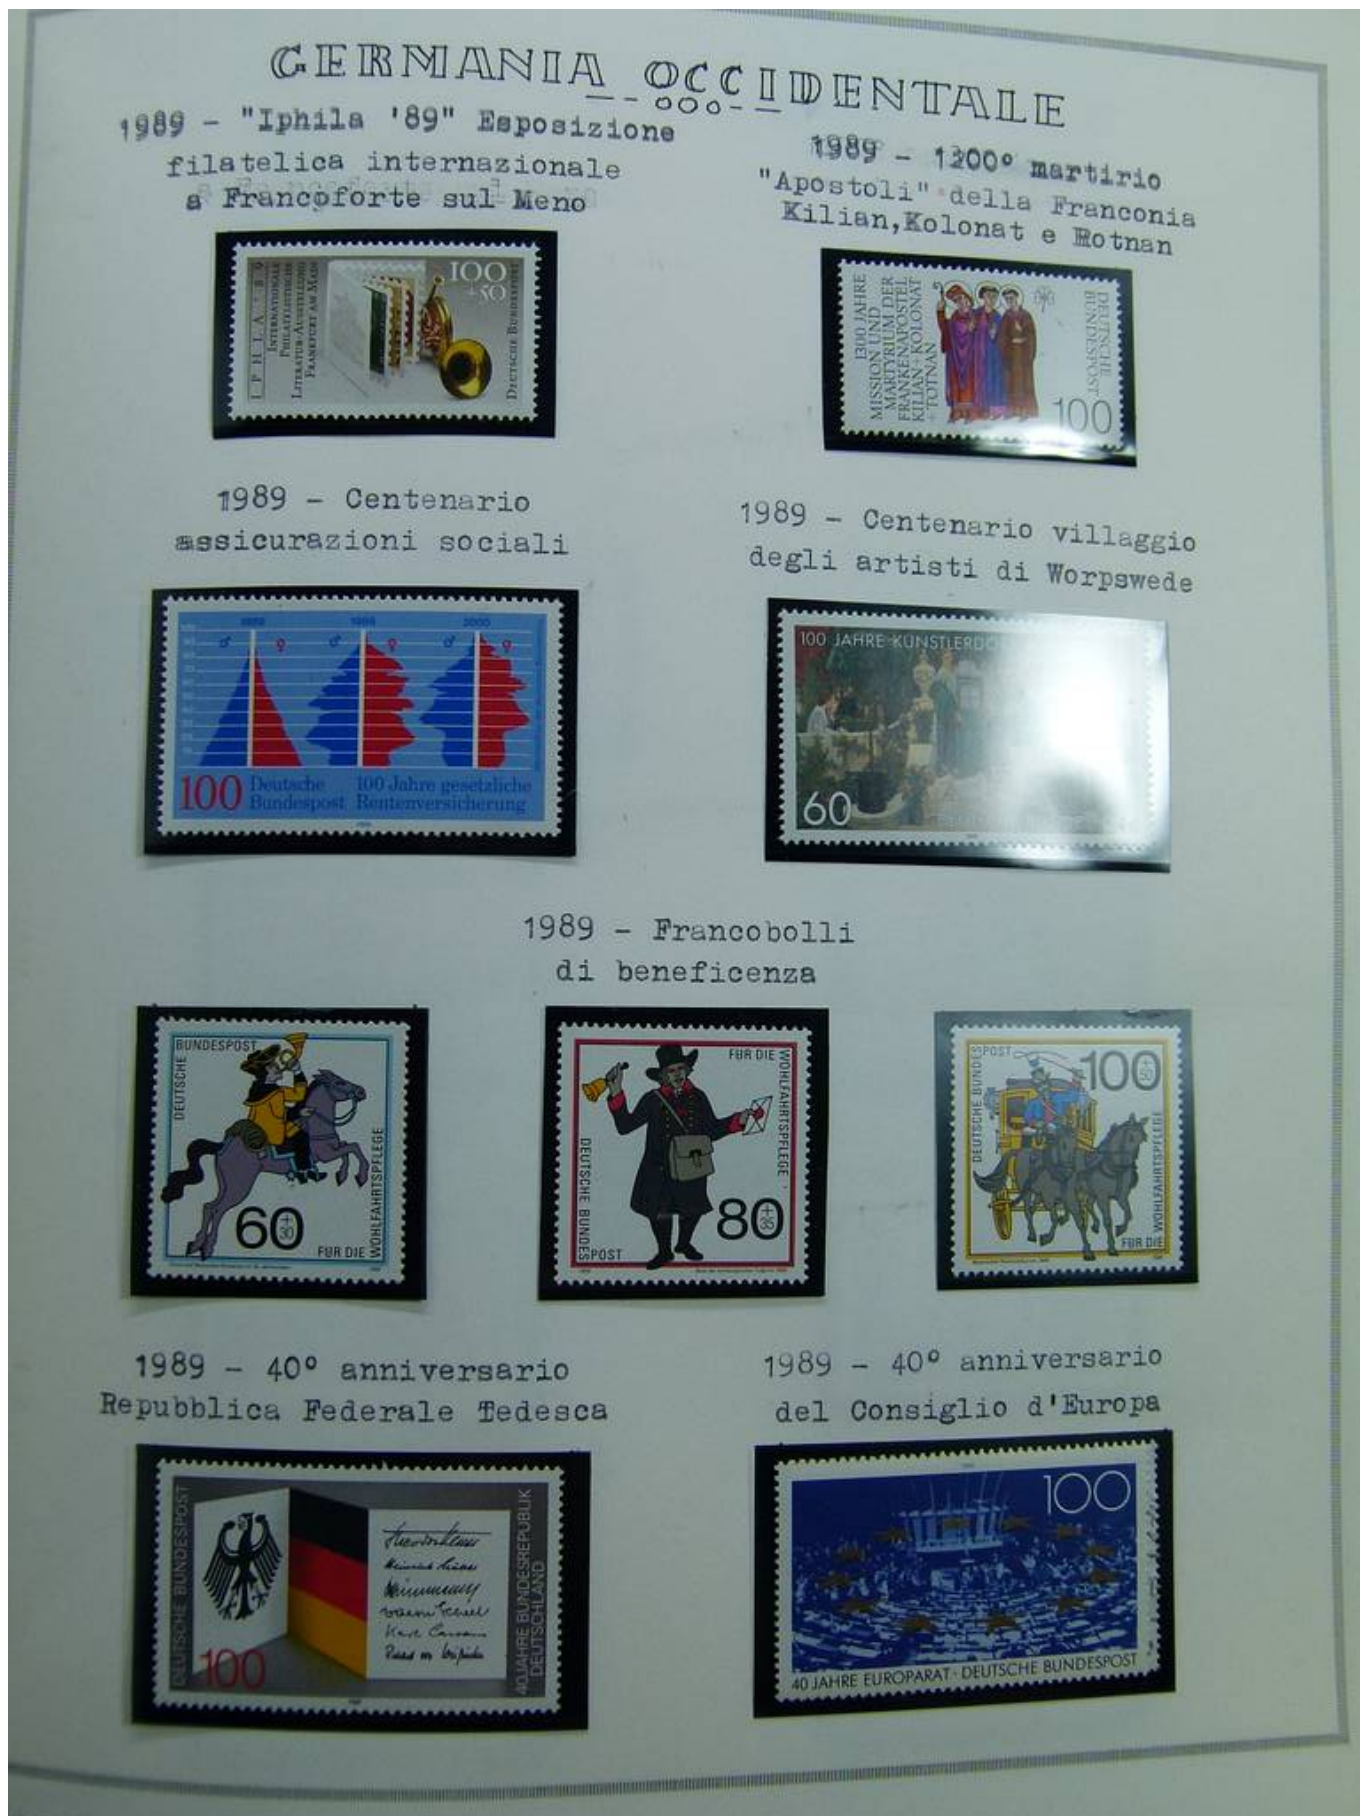 GERMANIA OCCIDENTALE
1989 - "Iphila '89" Esposizione
filatelica internazionale
a Francoforte sul Meno
1989 - 1200° martirio
"Apostoli" della Franconia
Kilian,Kolonat e Rotnan
IPHLA '89
INTERNATIONALE
PHILATELISTISCHE
LITERATUR-AUSSTELLUNG
FRANKFURT AM MAIN
100
+50
DEUTSCHE BUNDESPOST
1300 JAHRE
MISSION UND
MARTYRIUM DER
FRANKENAPOSTEL
KILIAN + KOLONAT
+ TOTNAN
DEUTSCHE
BUNDESPOST
100
1989 - Centenario
assicurazioni sociali
1989 - Centenario villaggio
degli artisti di Worpswede
1889 1989 2000
♂ ♀ ♂ ♀ ♂ ♀
100 Deutsche Bundespost
100 Jahre gesetzliche
Rentenversicherung
100 JAHRE KÜNSTLERDO
60
1989 - Francobolli
di beneficenza
DEUTSCHE BUNDESPOST
60 +30
FÜR DIE WOHLFAHRTSPFLEGE
FÜR DIE WOHLFAHRTSPFLEGE
DEUTSCHE BUNDESPOST
80 +35
DEUTSCHE BUNDESPOST
100
FÜR DIE WOHLFAHRTSPFLEGE
1989 - 40° anniversario
Repubblica Federale Tedesca
1989 - 40° anniversario
del Consiglio d'Europa
DEUTSCHE BUNDESPOST
100
40 JAHRE BUNDESREPUBLIK
DEUTSCHLAND
100
40 JAHRE EUROPARAT · DEUTSCHE BUNDESPOST